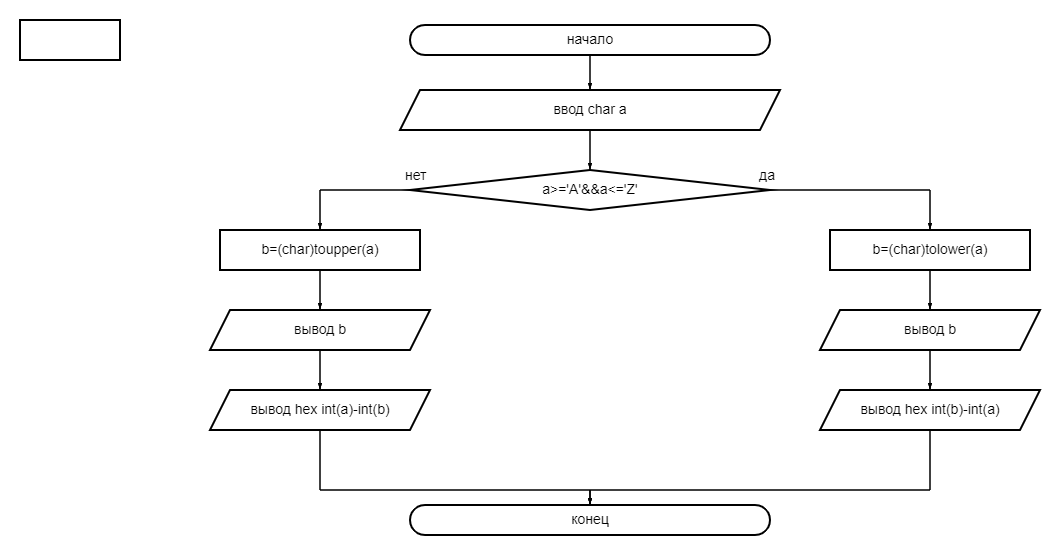 начало
ввод char a
нет
да
a>='A'&&a<='Z'
b=(char)toupper(a)
b=(char)tolower(a)
вывод b
вывод b
вывод hex int(a)-int(b)
вывод hex int(b)-int(a)
конец